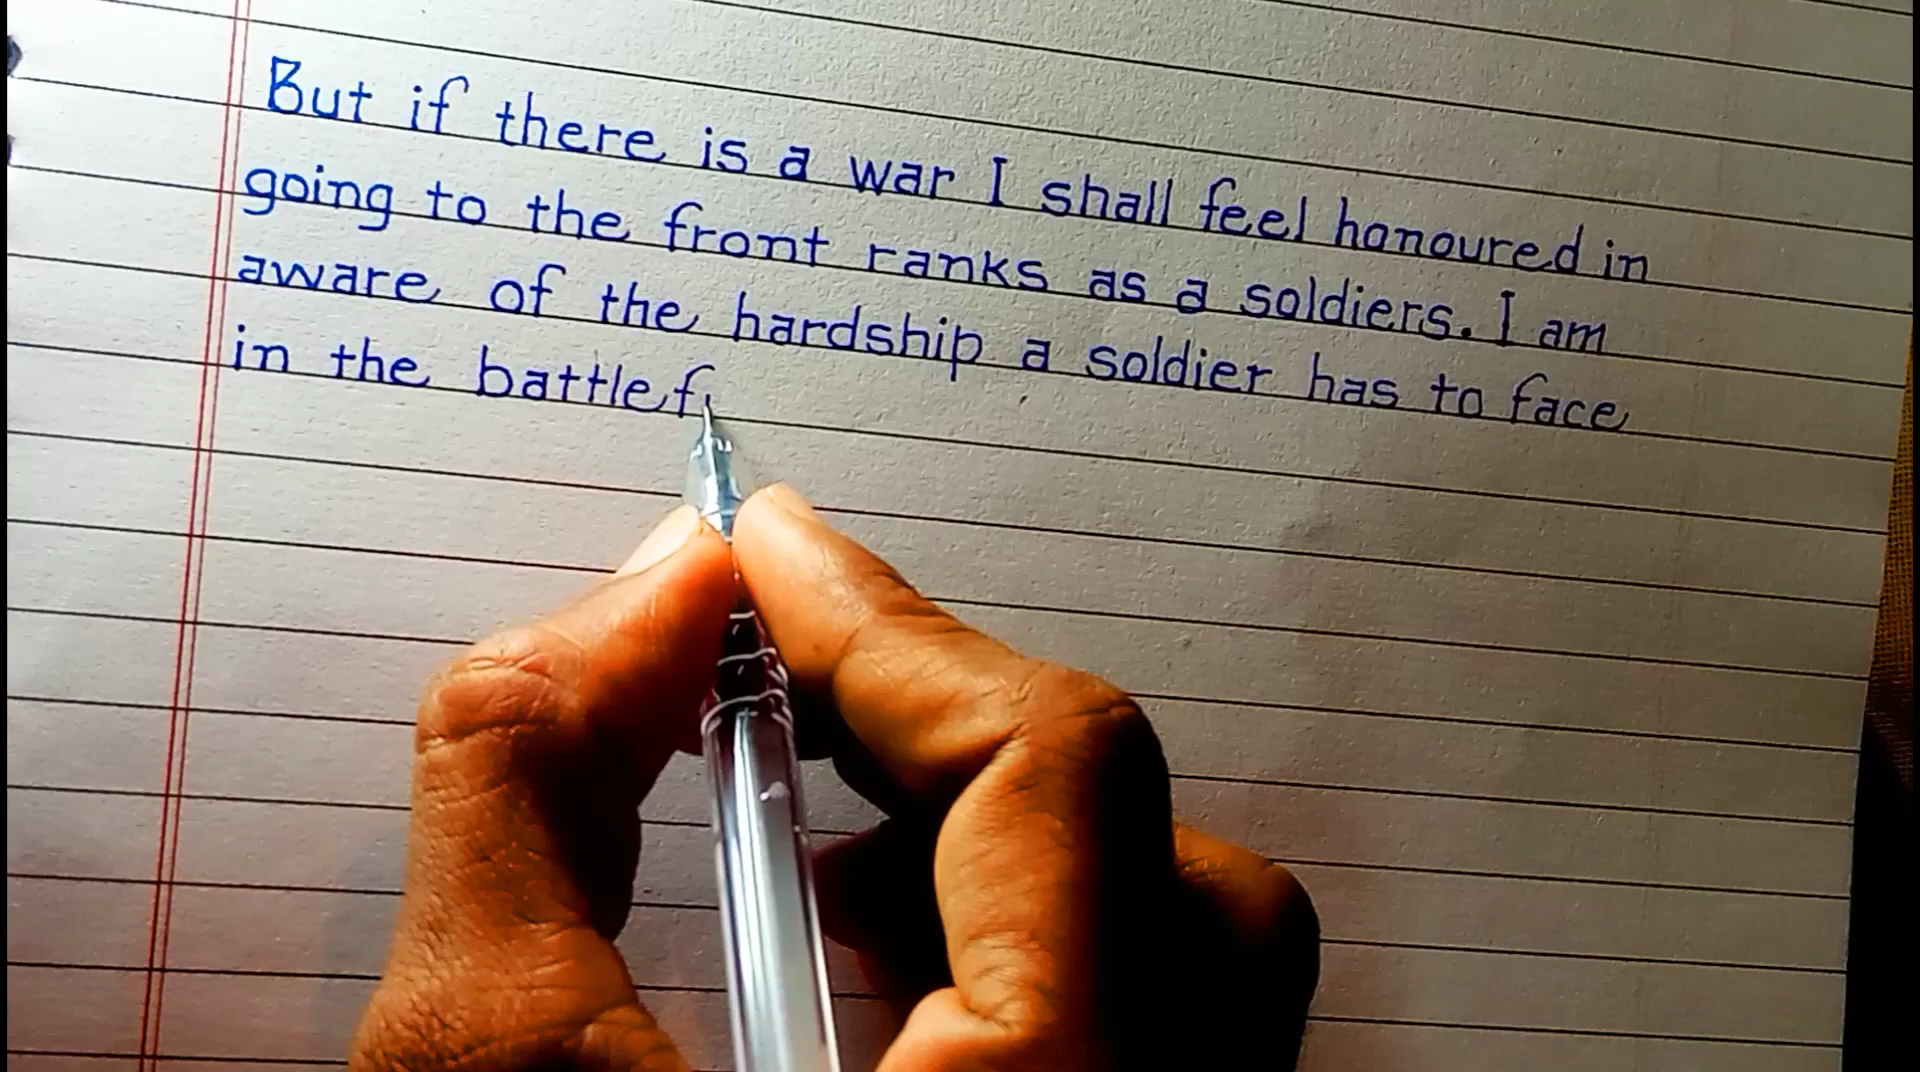 But if there is a war I shall feel honoured in
going to the front ranks as a soldiers. I am
aware of the hardship a soldier has to face
in the battlef